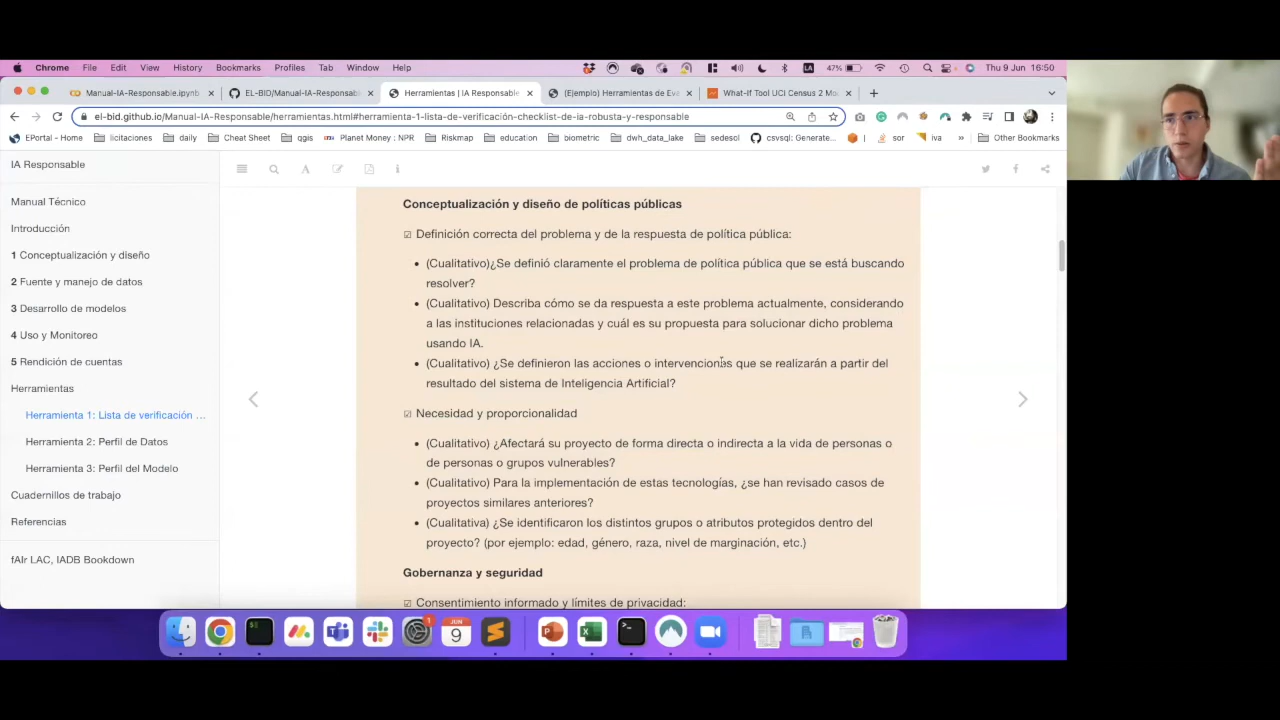 Chrome File Edit View History Bookmarks Profiles Tab Window Help
47% Thu 9 Jun 16:50
Manual-IA-Responsable.ipynb
EL-BID/Manual-IA-Responsable
Herramientas | IA Responsable
(Ejemplo) Herramientas de Eva
What-If Tool UCi Census 2 Mo
el-bid.github.io/Manual-IA-Responsable/herramientas.html#herramienta-1-lista-de-verificación-checklist-de-ia-robusta-y-responsable
EPortal - Home licitaciones daily Cheat Sheet qgis Planet Money : NPR Riskmap education biometric dwh_data_lake sedesol csvsql: Generate... sor iva »
IA Responsable
Manual Técnico
Introducción
1 Conceptualización y diseño
2 Fuente y manejo de datos
3 Desarrollo de modelos
4 Uso y Monitoreo
5 Rendición de cuentas
Herramientas
Herramienta 1: Lista de verificación ...
Herramienta 2: Perfil de Datos
Herramienta 3: Perfil del Modelo
Cuadernillos de trabajo
Referencias
fAIr LAC, IADB Bookdown
Conceptualización y diseño de políticas públicas
Definición correcta del problema y de la respuesta de política pública:
(Cualitativo)¿Se definió claramente el problema de política pública que se está buscando
resolver?
(Cualitativo) Describa cómo se da respuesta a este problema actualmente, considerando
a las instituciones relacionadas y cuál es su propuesta para solucionar dicho problema
usando IA.
(Cualitativo) ¿Se definieron las acciones o intervenciones que se realizarán a partir del
resultado del sistema de Inteligencia Artificial?
Necesidad y proporcionalidad
(Cualitativo) ¿Afectará su proyecto de forma directa o indirecta a la vida de personas o
de personas o grupos vulnerables?
(Cualitativo) Para la implementación de estas tecnologías, ¿se han revisado casos de
proyectos similares anteriores?
(Cualitativa) ¿Se identificaron los distintos grupos o atributos protegidos dentro del
proyecto? (por ejemplo: edad, género, raza, nivel de marginación, etc.)
Gobernanza y seguridad
Consentimiento informado y límites de privacidad:
JUN
9
1